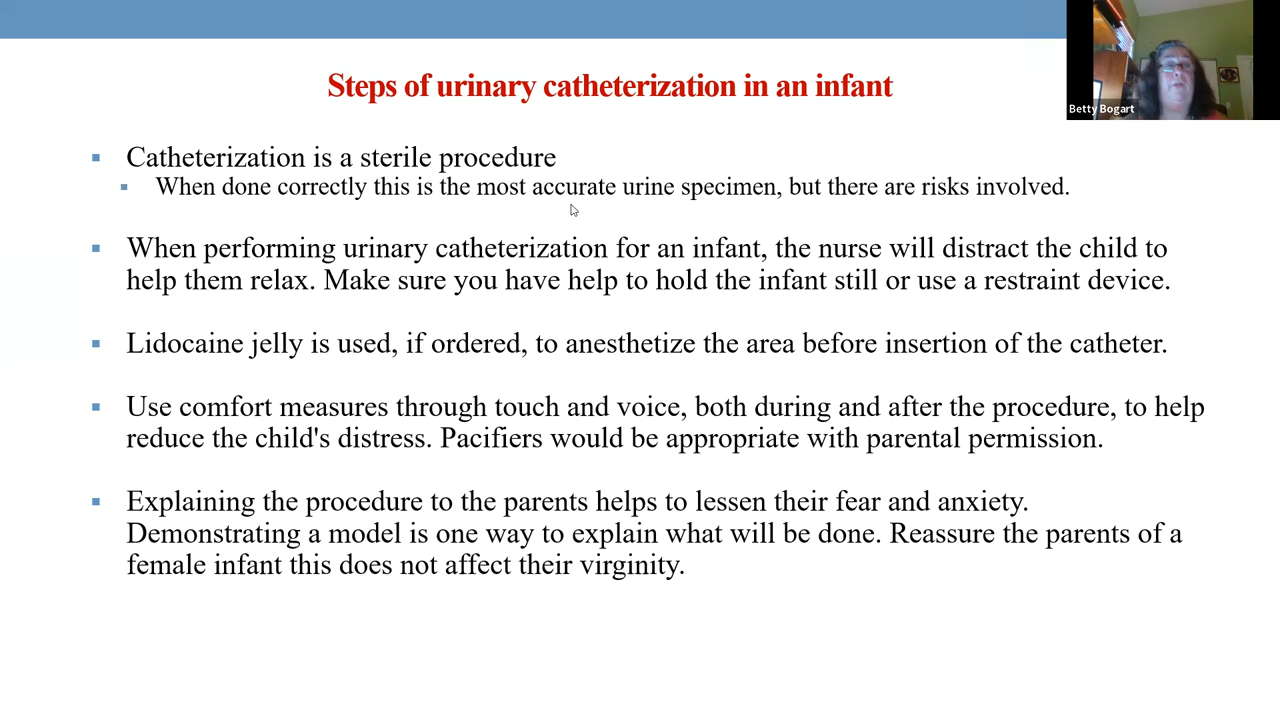 Steps of urinary catheterization in an infant
Betty Bogart
▪ Catheterization is a sterile procedure
▪ When done correctly this is the most accurate urine specimen, but there are risks involved.
▪ When performing urinary catheterization for an infant, the nurse will distract the child to
help them relax. Make sure you have help to hold the infant still or use a restraint device.
▪ Lidocaine jelly is used, if ordered, to anesthetize the area before insertion of the catheter.
▪ Use comfort measures through touch and voice, both during and after the procedure, to help
reduce the child's distress. Pacifiers would be appropriate with parental permission.
▪ Explaining the procedure to the parents helps to lessen their fear and anxiety.
Demonstrating a model is one way to explain what will be done. Reassure the parents of a
female infant this does not affect their virginity.